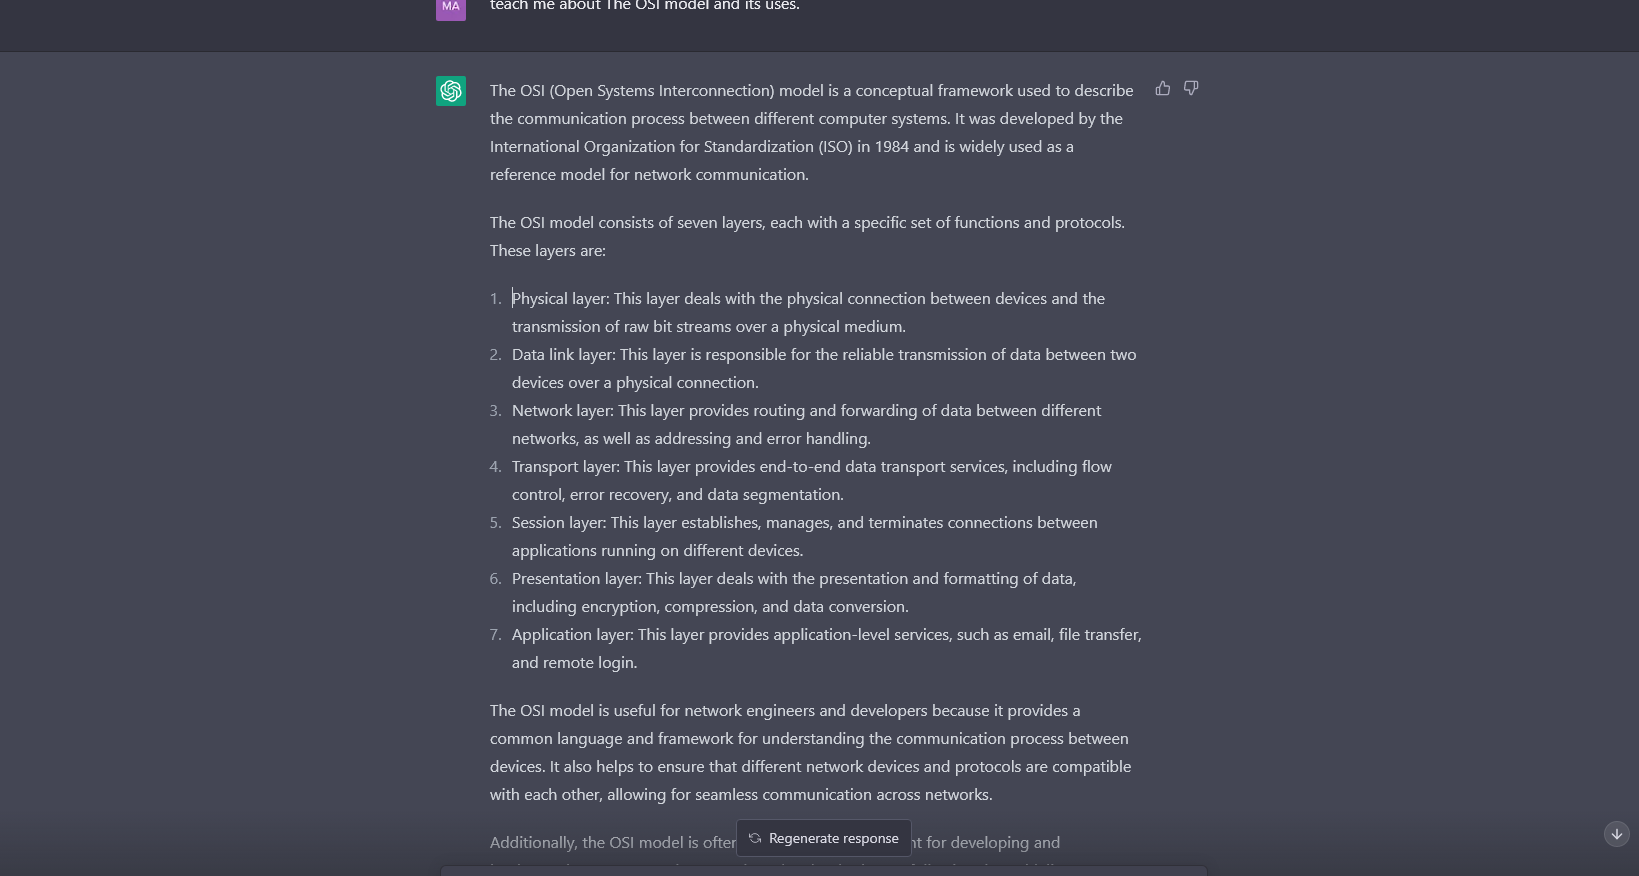 MA
teach me about The OSI model and its uses.
The OSI (Open Systems Interconnection) model is a conceptual framework used to describe
the communication process between different computer systems. It was developed by the
International Organization for Standardization (ISO) in 1984 and is widely used as a
reference model for network communication.
The OSI model consists of seven layers, each with a specific set of functions and protocols.
These layers are:
1. Physical layer: This layer deals with the physical connection between devices and the
transmission of raw bit streams over a physical medium.
2. Data link layer: This layer is responsible for the reliable transmission of data between two
devices over a physical connection.
3. Network layer: This layer provides routing and forwarding of data between different
networks, as well as addressing and error handling.
4. Transport layer: This layer provides end-to-end data transport services, including flow
control, error recovery, and data segmentation.
5. Session layer: This layer establishes, manages, and terminates connections between
applications running on different devices.
6. Presentation layer: This layer deals with the presentation and formatting of data,
including encryption, compression, and data conversion.
7. Application layer: This layer provides application-level services, such as email, file transfer,
and remote login.
The OSI model is useful for network engineers and developers because it provides a
common language and framework for understanding the communication process between
devices. It also helps to ensure that different network devices and protocols are compatible
with each other, allowing for seamless communication across networks.
Additionally, the OSI model is often for developing and
Regenerate response